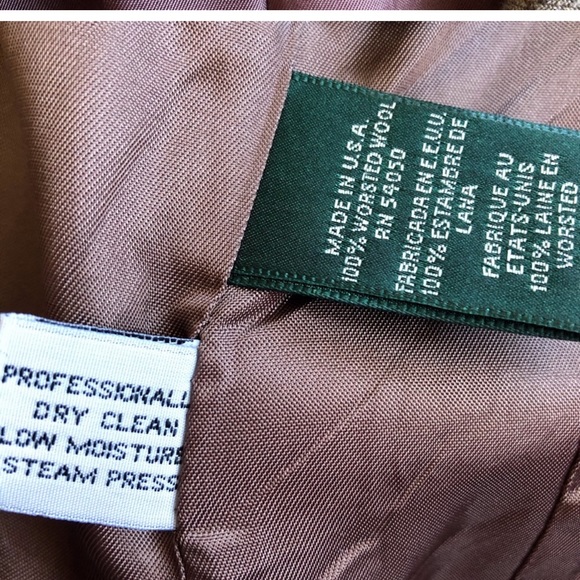 MADE IN U.S.A.
100% WORSTED WOOL
RN 54050
FABRICADA EN E.E.U.U.
100% ESTAMBRE DE
LANA
FABRIQUE AU
ETATS-UNIS
100% LAINE EN
WORSTED
PROFESSIONALL
DRY CLEAN
LOW MOISTURE
STEAM PRESS